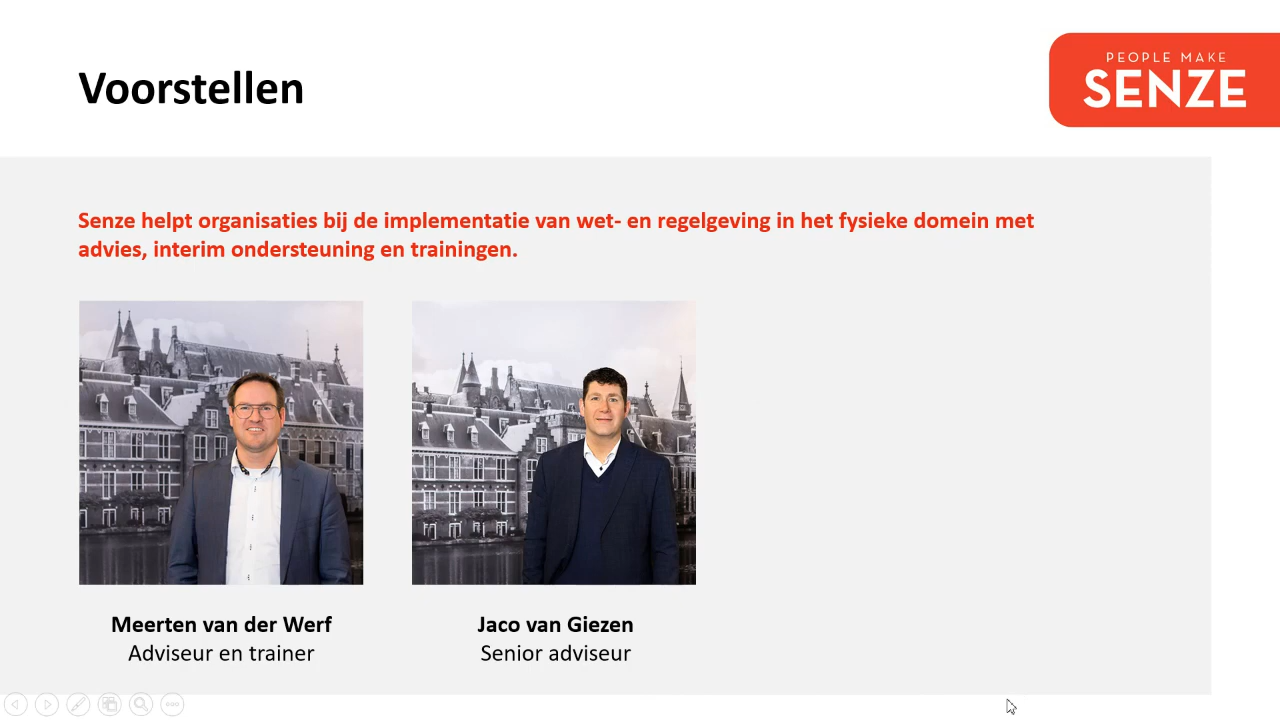 Voorstellen
PEOPLE MAKE
SENZE
Senze helpt organisaties bij de implementatie van wet- en regelgeving in het fysieke domein met
advies, interim ondersteuning en trainingen.
Meerten van der Werf
Adviseur en trainer
Jaco van Giezen
Senior adviseur